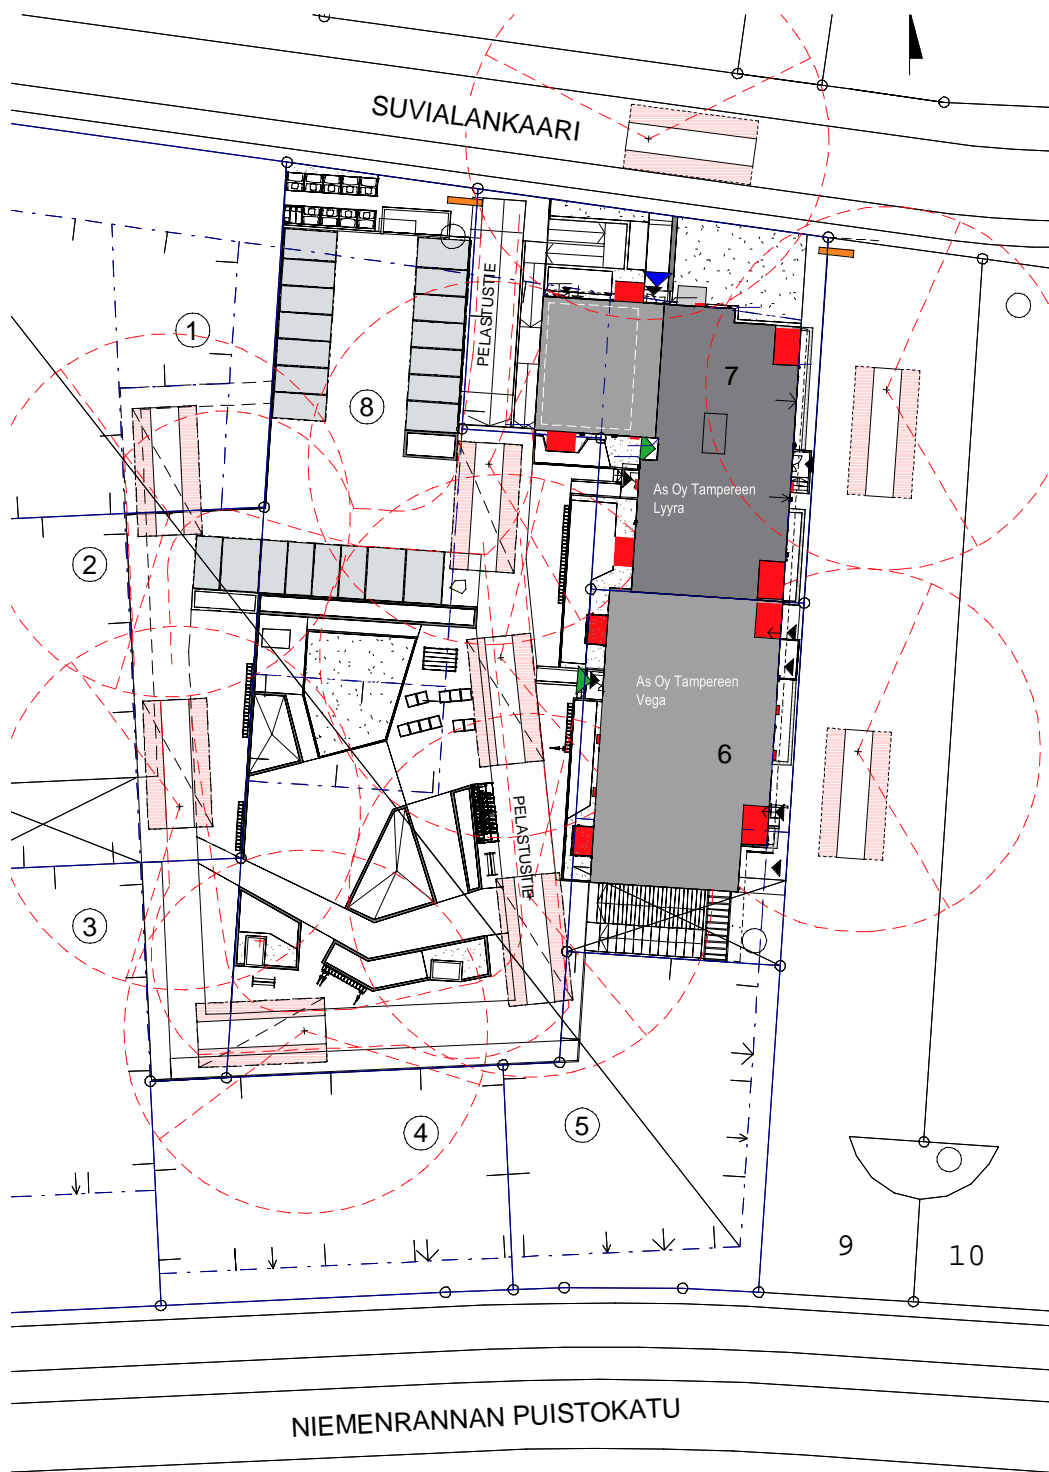 SUVIALANKAARI
PELASTUSTIE
1
7
8
As Oy Tampereen
Lyyra
2
As Oy Tampereen
Vega
6
PELASTUSTIE
3
4
5
9
10
NIEMENRANNAN PUISTOKATU